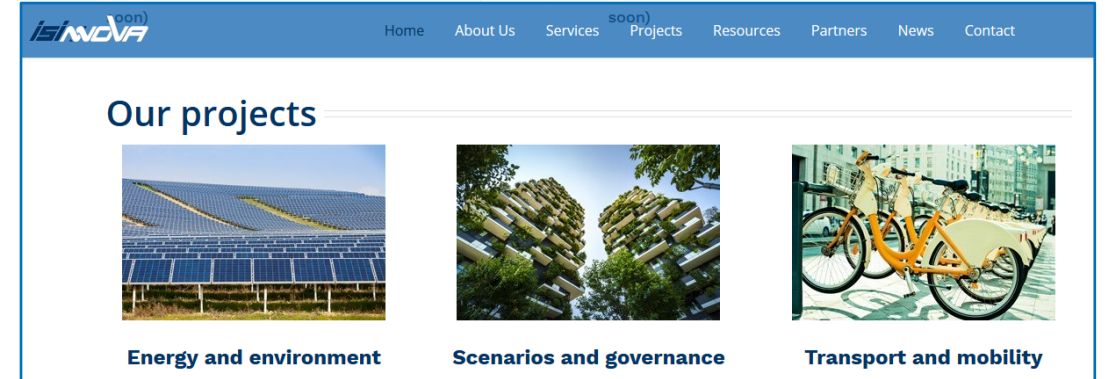 oon)
soon)
isinnova
Home About Us Services Projects Resources Partners News Contact
Our projects
Energy and environment Scenarios and governance Transport and mobility